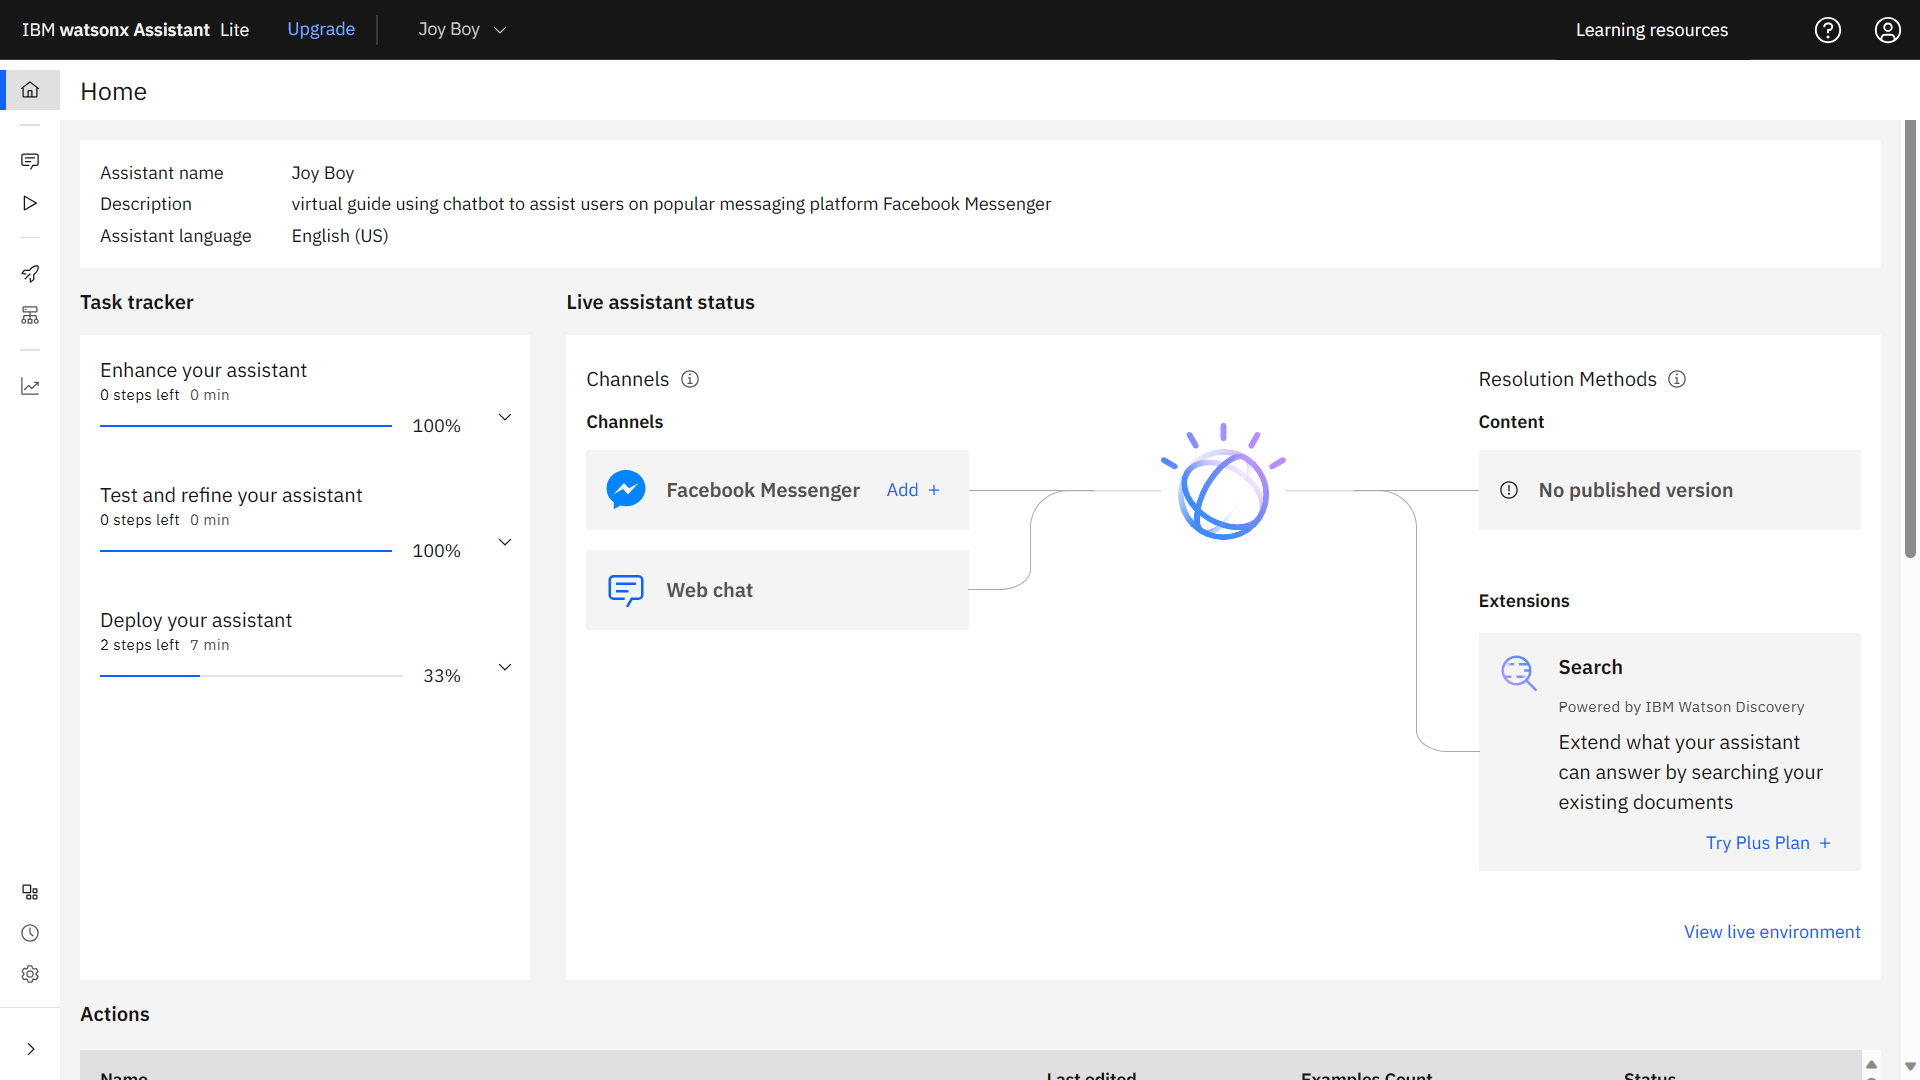 IBM watsonx Assistant Lite
Upgrade
Joy Boy
Learning resources
Home
Assistant name Joy Boy
Description virtual guide using chatbot to assist users on popular messaging platform Facebook Messenger
Assistant language English (US)
Task tracker
Enhance your assistant
0 steps left 0 min
100%
Test and refine your assistant
0 steps left 0 min
100%
Deploy your assistant
2 steps left 7 min
33%
Live assistant status
Channels
Channels
Facebook Messenger Add +
Web chat
Resolution Methods
Content
No published version
Extensions
Search
Powered by IBM Watson Discovery
Extend what your assistant
can answer by searching your
existing documents
Try Plus Plan +
View live environment
Actions
Name Last edited Examples Count Status